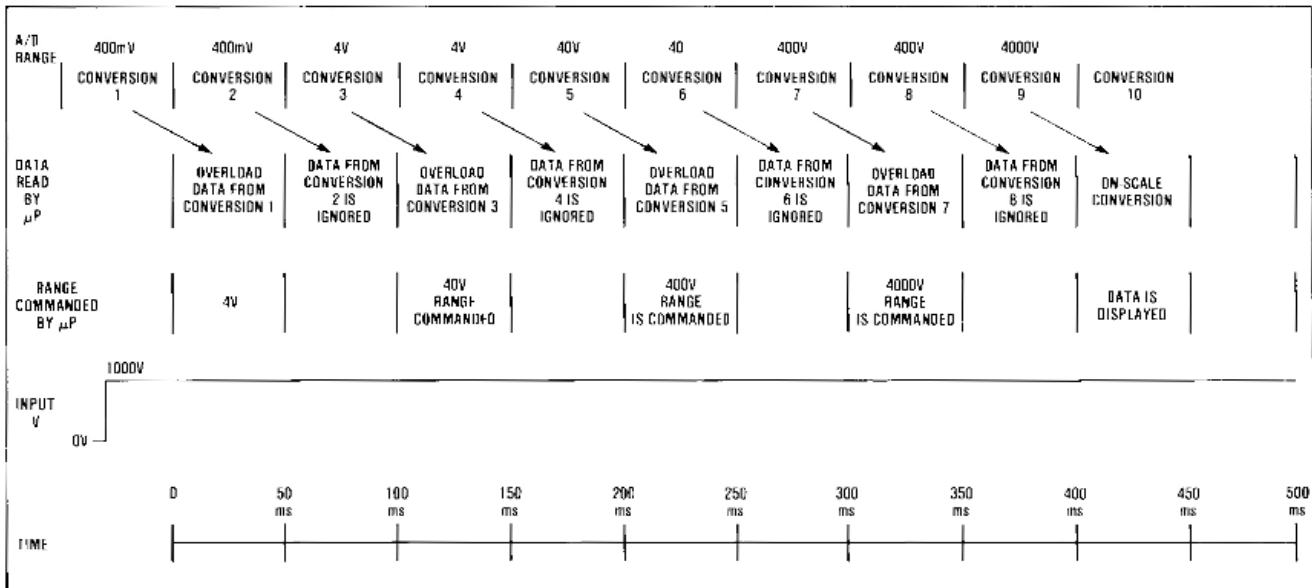 A/D
RANGE
400mV 400mV 4V 4V 40V 40 400V 400V 4000V
CONVERSION 1
CONVERSION 2
CONVERSION 3
CONVERSION 4
CONVERSION 5
CONVERSION 6
CONVERSION 7
CONVERSION 8
CONVERSION 9
CONVERSION 10
DATA
READ
BY
µP
OVERLOAD
DATA FROM
CONVERSION 1
DATA FROM
CONVERSION
2 IS
IGNORED
OVERLOAD
DATA FROM
CONVERSION 3
DATA FROM
CONVERSION
4 IS
IGNORED
OVERLOAD
DATA FROM
CONVERSION 5
DATA FROM
CONVERSION
6 IS
IGNORED
OVERLOAD
DATA FROM
CONVERSION 7
DATA FROM
CONVERSION
8 IS
IGNORED
ON-SCALE
CONVERSION
RANGE
COMMANDED
BY µP
4V
40V
RANGE
COMMANDED
400V
RANGE
IS COMMANDED
4000V
RANGE
IS COMMANDED
DATA IS
DISPLAYED
1000V
INPUT
V
0V
0 50 100 150 200 250 300 350 400 450 500
ms ms ms ms ms ms ms ms ms ms
TIME